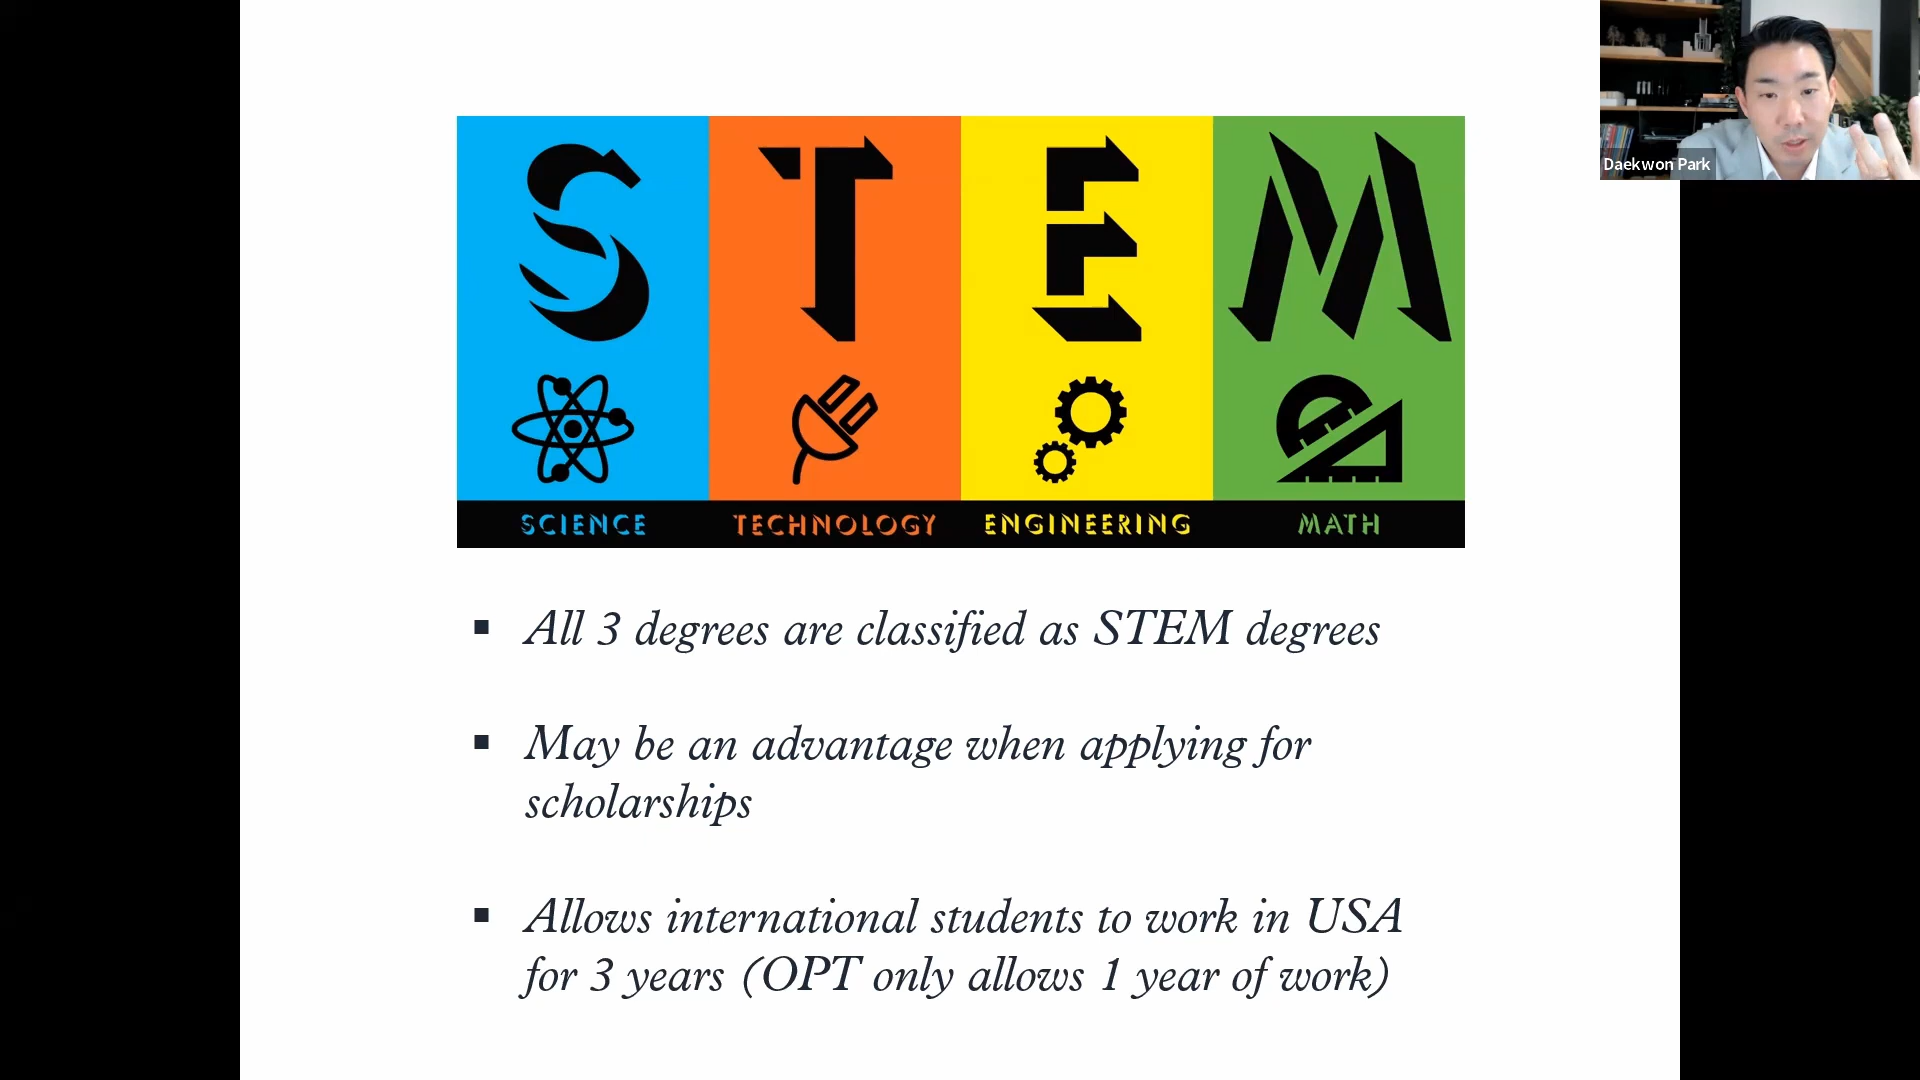 Daekwon Park
STEM
SCIENCE TECHNOLOGY ENGINEERING MATH
▪ All 3 degrees are classified as STEM degrees
▪ May be an advantage when applying for
scholarships
▪ Allows international students to work in USA
for 3 years (OPT only allows 1 year of work)